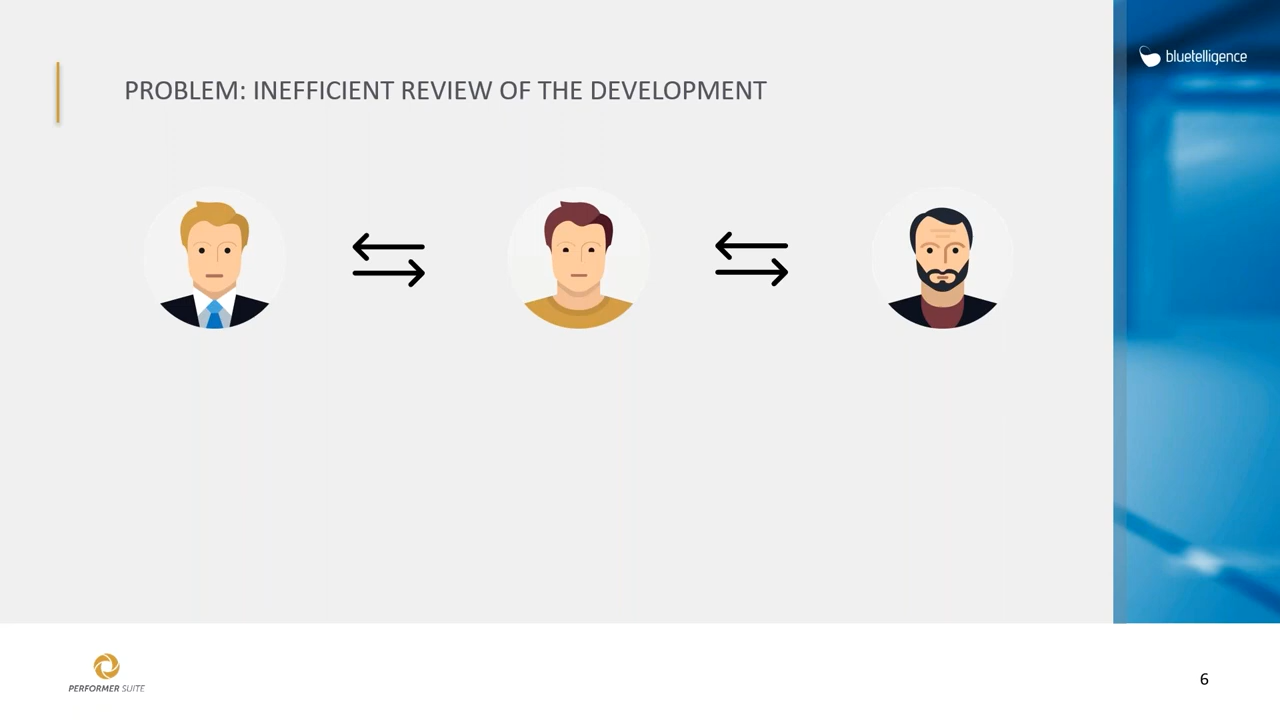 bluetelligence
PROBLEM: INEFFICIENT REVIEW OF THE DEVELOPMENT
PERFORMER SUITE
6